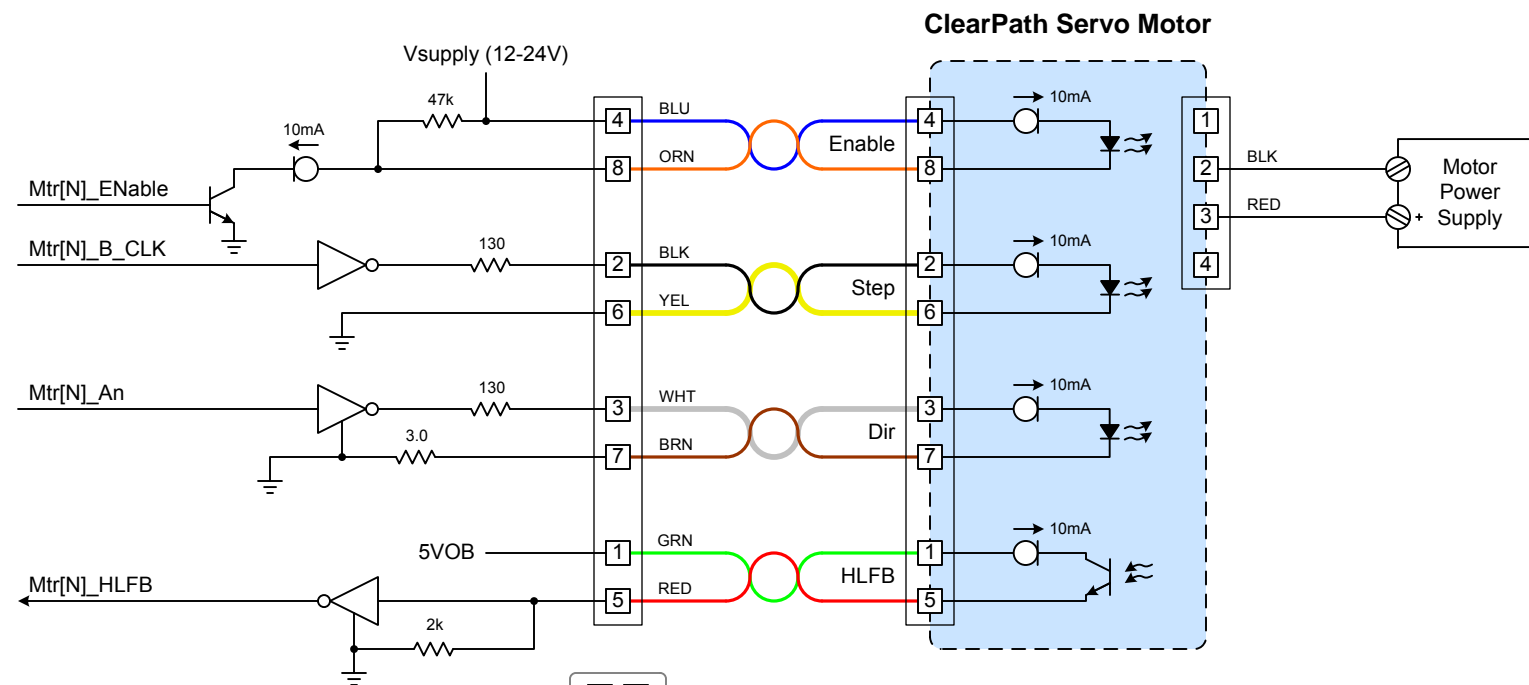 ClearPath Servo Motor
Vsupply (12-24V)
47k
10mA
Mtr[N]_ENable
4 BLU 4
8 ORN 8
Enable
10mA
Mtr[N]_B_CLK
130
2 BLK 2
6 YEL 6
Step
10mA
Mtr[N]_An
130
3.0
3 WHT 3
7 BRN 7
Dir
10mA
5VOB
Mtr[N]_HLFB
2k
1 GRN 1
5 RED 5
HLFB
10mA
1
2 BLK
3 RED
4
+
Motor
Power
Supply